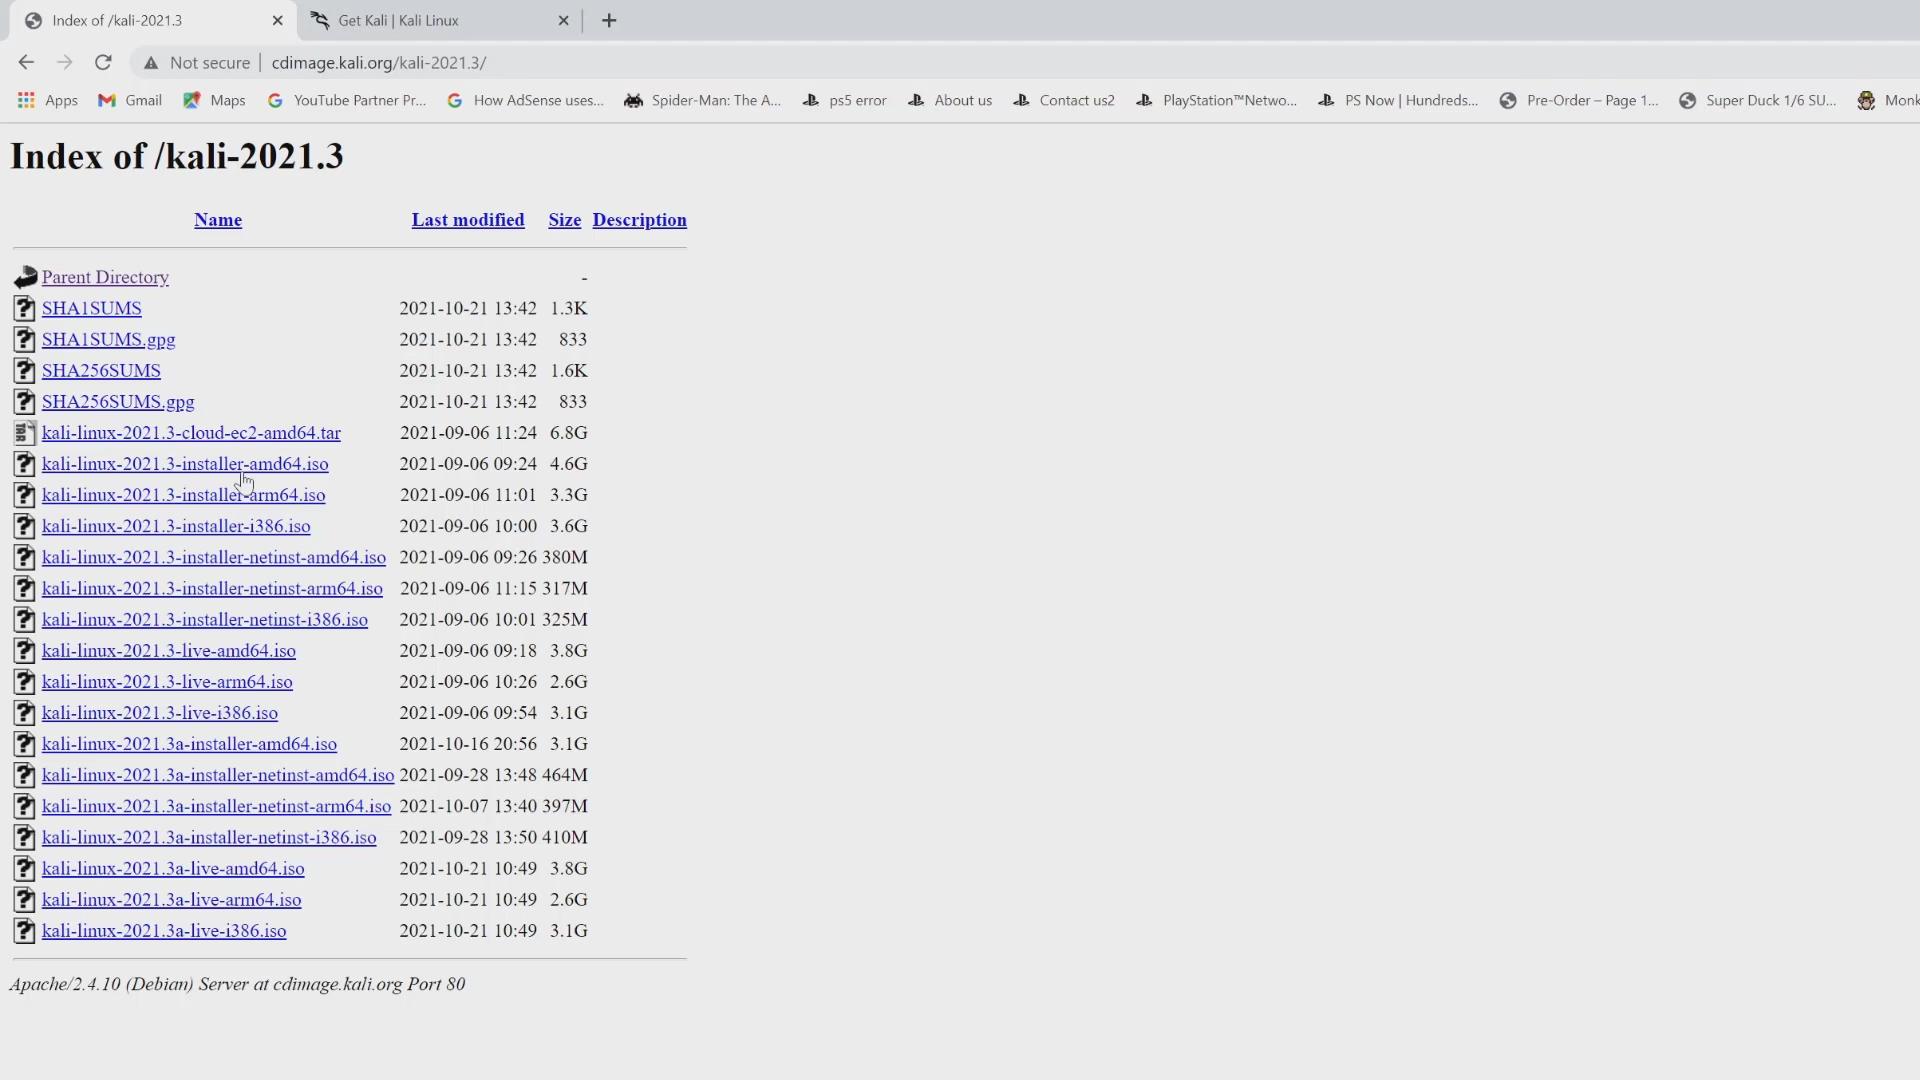 Index of /kali-2021.3
Get Kali | Kali Linux
Not secure | cdimage.kali.org/kali-2021.3/
Apps Gmail Maps YouTube Partner Pr... How AdSense uses... Spider-Man: The A... ps5 error About us Contact us2 PlayStation™Netwo... PS Now | Hundreds... Pre-Order – Page 1... Super Duck 1/6 SU... Monk
Index of /kali-2021.3
Name Last modified Size Description
Parent Directory -
SHA1SUMS 2021-10-21 13:42 1.3K
SHA1SUMS.gpg 2021-10-21 13:42 833
SHA256SUMS 2021-10-21 13:42 1.6K
SHA256SUMS.gpg 2021-10-21 13:42 833
kali-linux-2021.3-cloud-ec2-amd64.tar 2021-09-06 11:24 6.8G
kali-linux-2021.3-installer-amd64.iso 2021-09-06 09:24 4.6G
kali-linux-2021.3-installer-arm64.iso 2021-09-06 11:01 3.3G
kali-linux-2021.3-installer-i386.iso 2021-09-06 10:00 3.6G
kali-linux-2021.3-installer-netinst-amd64.iso 2021-09-06 09:26 380M
kali-linux-2021.3-installer-netinst-arm64.iso 2021-09-06 11:15 317M
kali-linux-2021.3-installer-netinst-i386.iso 2021-09-06 10:01 325M
kali-linux-2021.3-live-amd64.iso 2021-09-06 09:18 3.8G
kali-linux-2021.3-live-arm64.iso 2021-09-06 10:26 2.6G
kali-linux-2021.3-live-i386.iso 2021-09-06 09:54 3.1G
kali-linux-2021.3a-installer-amd64.iso 2021-10-16 20:56 3.1G
kali-linux-2021.3a-installer-netinst-amd64.iso 2021-09-28 13:48 464M
kali-linux-2021.3a-installer-netinst-arm64.iso 2021-10-07 13:40 397M
kali-linux-2021.3a-installer-netinst-i386.iso 2021-09-28 13:50 410M
kali-linux-2021.3a-live-amd64.iso 2021-10-21 10:49 3.8G
kali-linux-2021.3a-live-arm64.iso 2021-10-21 10:49 2.6G
kali-linux-2021.3a-live-i386.iso 2021-10-21 10:49 3.1G
Apache/2.4.10 (Debian) Server at cdimage.kali.org Port 80